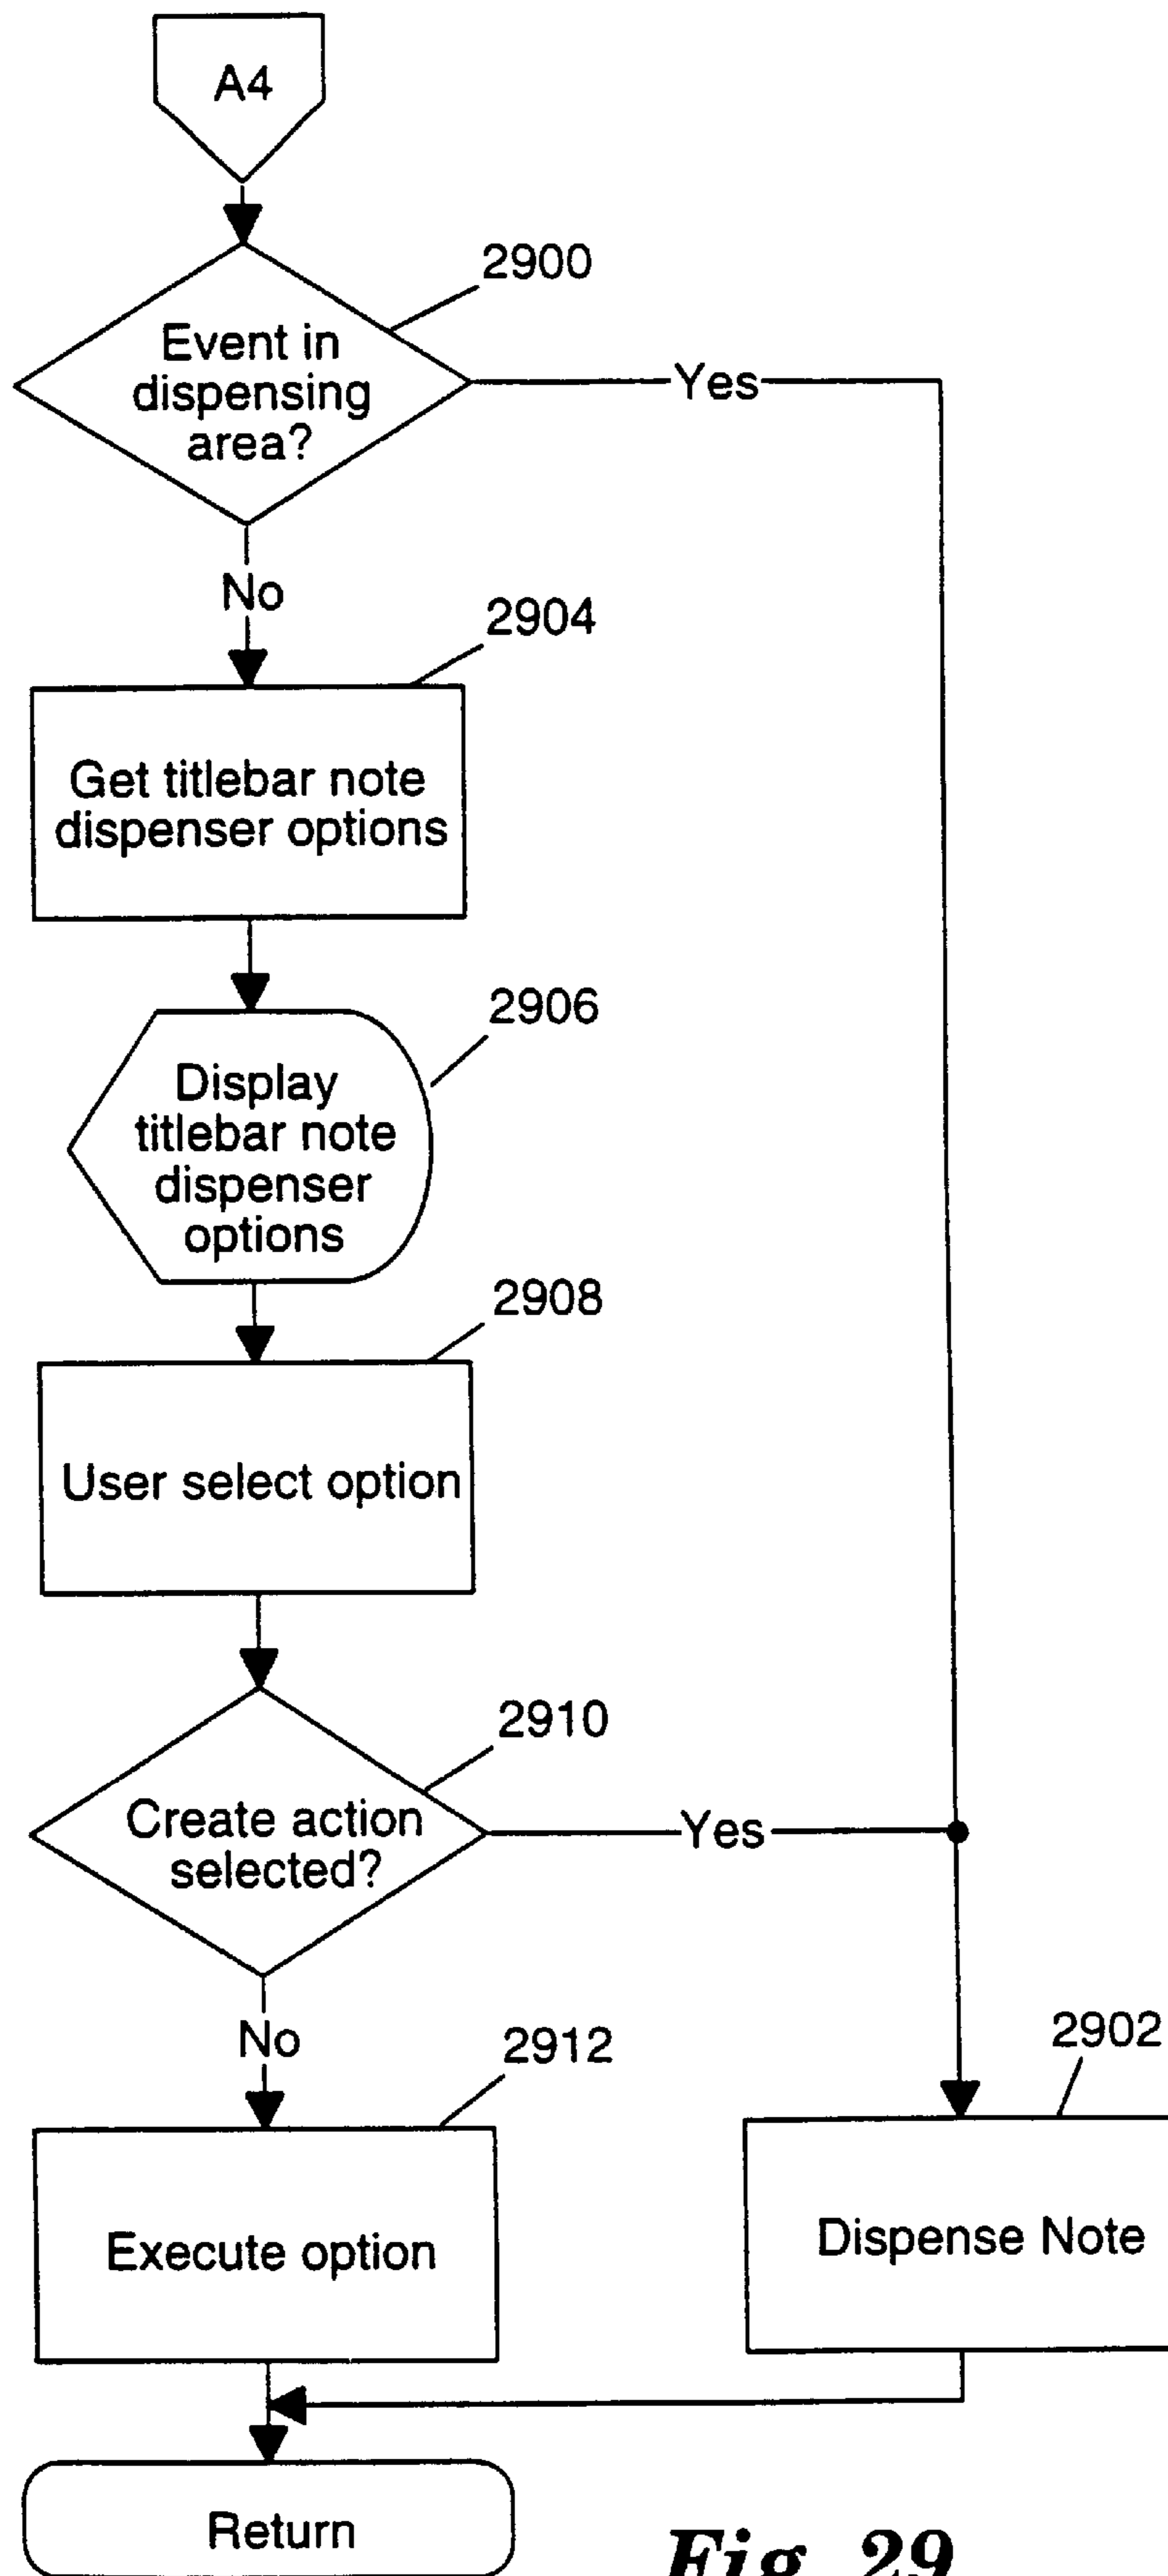 A4
2900
Event in
dispensing
area?
Yes
No
2904
Get titlebar note
dispenser options
2906
Display
titlebar note
dispenser
options
2908
User select option
2910
Create action
selected?
Yes
No
2912
Execute option
2902
Dispense Note
Return
Fig. 29